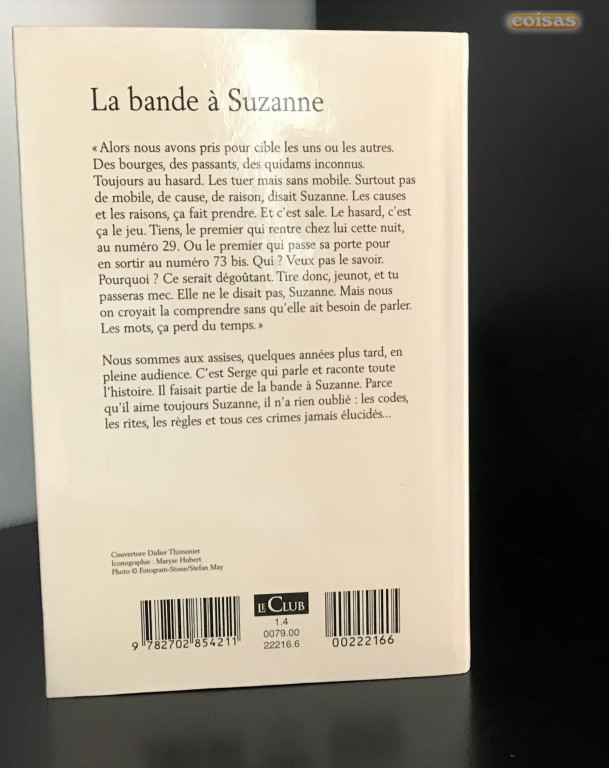 coisas
La bande à Suzanne
« Alors nous avons pris pour cible les uns ou les autres.
Des bourges, des passants, des quidams inconnus.
Toujours au hasard. Les tuer mais sans mobile. Surtout pas
de mobile, de cause, de raison, disait Suzanne. Les causes
et les raisons, ça fait prendre. Et c'est sale. Le hasard, c'est
ça le jeu. Tiens, le premier qui rentre chez lui cette nuit,
au numéro 29. Ou le premier qui passe sa porte pour
en sortir au numéro 73 bis. Qui ? Veux pas le savoir.
Pourquoi ? Ce serait dégoûtant. Tire donc, jeunot, et tu
passeras mec. Elle ne le disait pas, Suzanne. Mais nous
on croyait la comprendre sans qu'elle ait besoin de parler.
Les mots, ça perd du temps. »
Nous sommes aux assises, quelques années plus tard, en
pleine audience. C'est Serge qui parle et raconte toute
l'histoire. Il faisait partie de la bande à Suzanne. Parce
qu'il aime toujours Suzanne, il n'a rien oublié : les codes,
les rites, les règles et tous ces crimes jamais élucidés...
Couverture Didier Thimonier
Iconographie : Maryse Hubert
Photo © Fotogram-Stone/Stefan May
LE CLUB
1.4
0079.00
22216.6
9 782702 854211
00222166